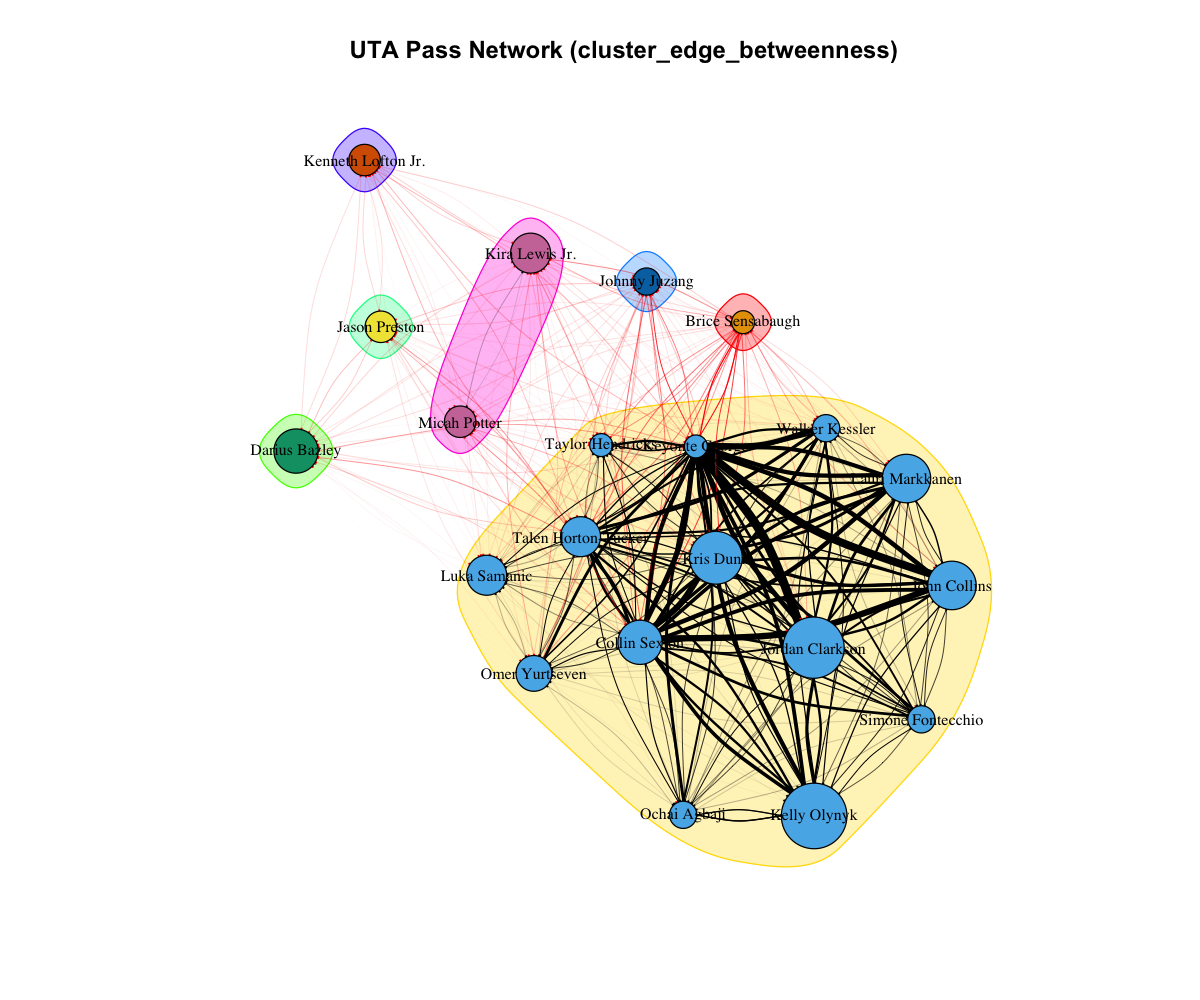 UTA Pass Network (cluster_edge_betweenness)
Kenneth Lofton Jr.
Kira Lewis Jr.
Johnny Juzang
Brice Sensabaugh
Jason Preston
Micah Potter
Darius Bazley
Walker Kessler
Taylor Hendricks
Keyonte
Markkanen
Talen Horton
Kris Dunn
Luka Samanic
John Collins
Collin Sexton
Jordan Clarkson
Omer Yurtseven
Simone Fontecchio
Ochai Agbaji
Kelly Olynyk